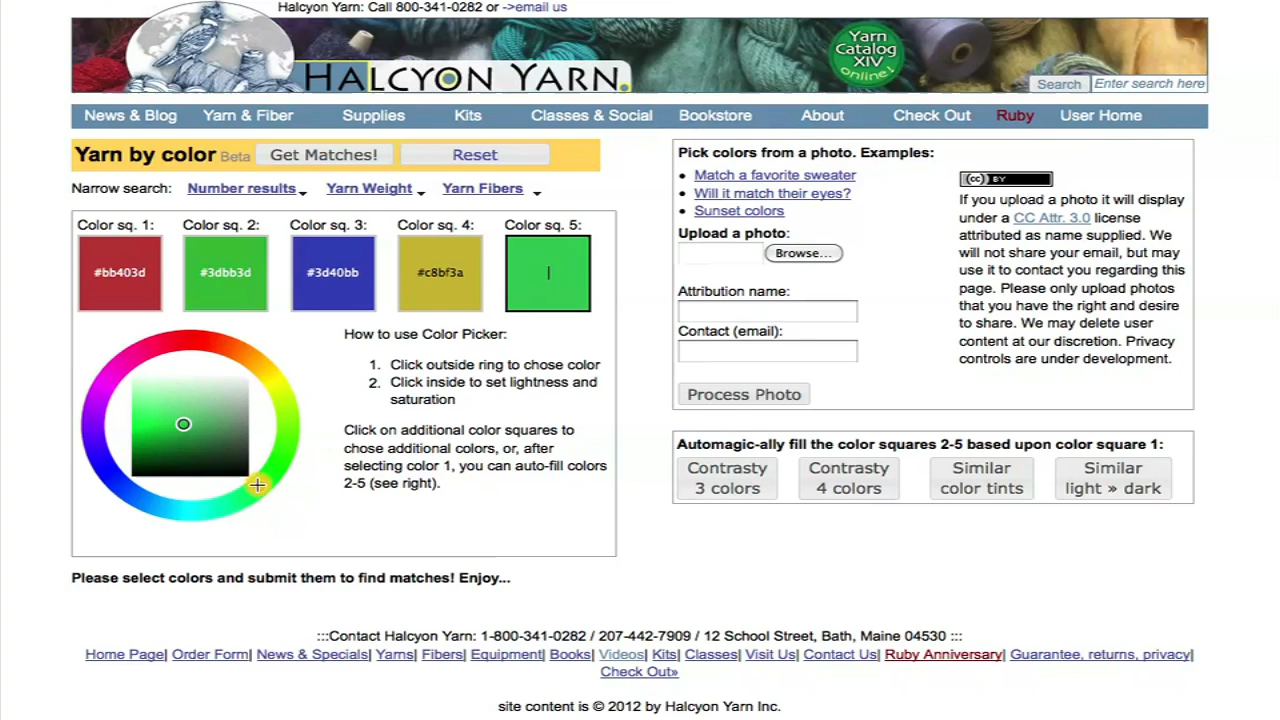 Halcyon Yarn: Call 800-341-0282 or ->email us
HALCYON YARN.
Yarn
Catalog
XIV
online!
Search
Enter search here
News & Blog
Yarn & Fiber
Supplies
Kits
Classes & Social
Bookstore
About
Check Out
Ruby
User Home
Yarn by color Beta
Get Matches!
Reset
Narrow search:
Number results
Yarn Weight
Yarn Fibers
Color sq. 1:
Color sq. 2:
Color sq. 3:
Color sq. 4:
Color sq. 5:
#bb403d
#3dbb3d
#3d40bb
#c8bf3a
How to use Color Picker:
1. Click outside ring to chose color
2. Click inside to set lightness and
saturation
Click on additional color squares to
chose additional colors, or, after
selecting color 1, you can auto-fill colors
2-5 (see right).
Pick colors from a photo. Examples:
Match a favorite sweater
Will it match their eyes?
Sunset colors
Upload a photo:
Browse...
Attribution name:
Contact (email):
Process Photo
cc BY
If you upload a photo it will display
under a CC Attr. 3.0 license
attributed as name supplied. We
will not share your email, but may
use it to contact you regarding this
page. Please only upload photos
that you have the right and desire
to share. We may delete user
content at our discretion. Privacy
controls are under development.
Automagic-ally fill the color squares 2-5 based upon color square 1:
Contrasty
3 colors
Contrasty
4 colors
Similar
color tints
Similar
light » dark
Please select colors and submit them to find matches! Enjoy...
:::Contact Halcyon Yarn: 1-800-341-0282 / 207-442-7909 / 12 School Street, Bath, Maine 04530 :::
Home Page| Order Form| News & Specials| Yarns| Fibers| Equipment| Books| Videos| Kits| Classes| Visit Us| Contact Us| Ruby Anniversary| Guarantee, returns, privacy|
Check Out»
site content is © 2012 by Halcyon Yarn Inc.